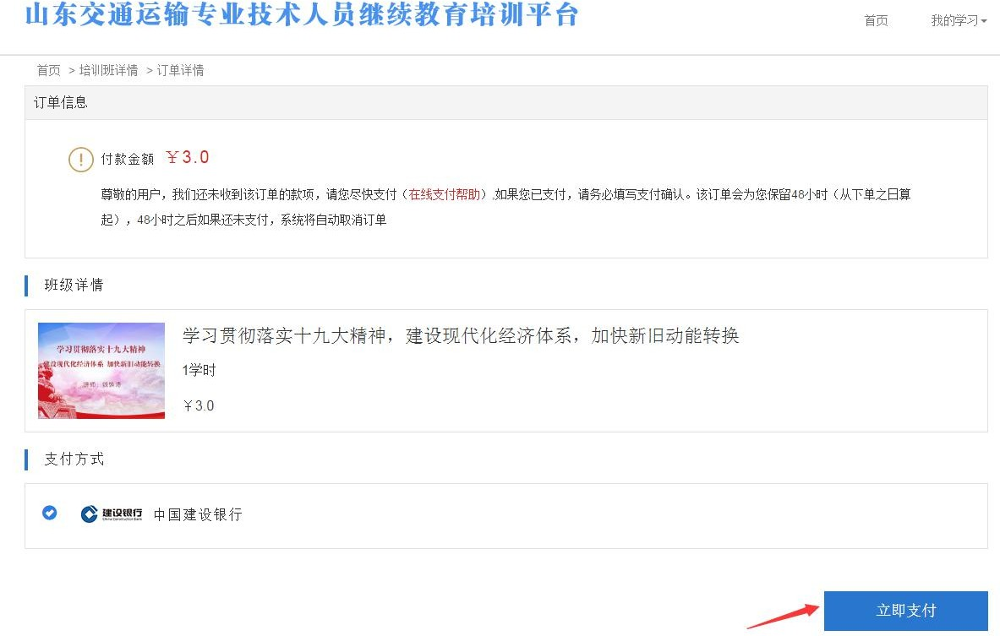 山东交通运输专业技术人员继续教育培训平台
首页 我的学习
首页 > 培训班详情 > 订单详情
订单信息
付款金额 ￥3.0
尊敬的用户，我们还未收到该订单的款项，请您尽快支付（在线支付帮助）,如果您已支付，请务必填写支付确认。该订单会为您保留48小时（从下单之日算
起），48小时之后如果还未支付，系统将自动取消订单
班级详情
学习贯彻落实十九大精神
建设现代化经济体系 加快新旧动能转换
学习贯彻落实十九大精神，建设现代化经济体系，加快新旧动能转换
1学时
￥3.0
支付方式
建设银行
China Construction Bank
中国建设银行
立即支付